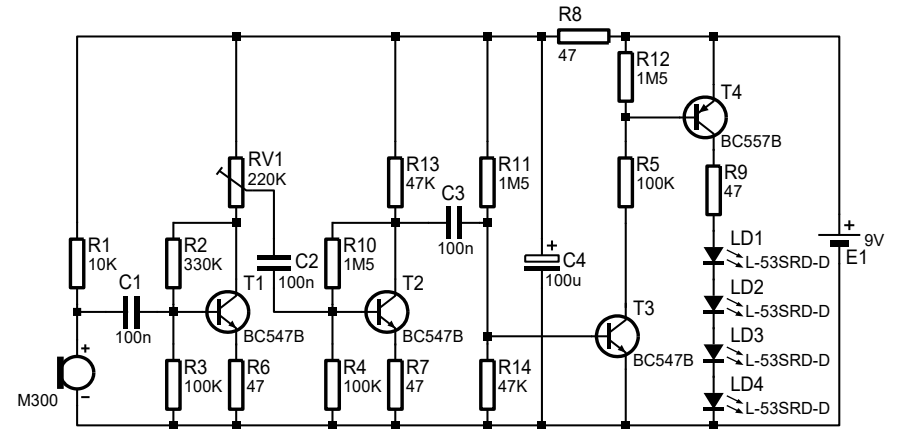 R8
47
R12
1M5
T4
BC557B
RV1
220K
R13
47K
C3
100n
R11
1M5
R5
100K
R9
47
R1
10K
C1
100n
R2
330K
C2
100n
R10
1M5
T1
BC547B
T2
BC547B
+
C4
100u
LD1
L-53SRD-D
+
9V
E1
LD2
L-53SRD-D
T3
BC547B
LD3
L-53SRD-D
+
M300
−
R3
100K
R6
47
R4
100K
R7
47
R14
47K
LD4
L-53SRD-D